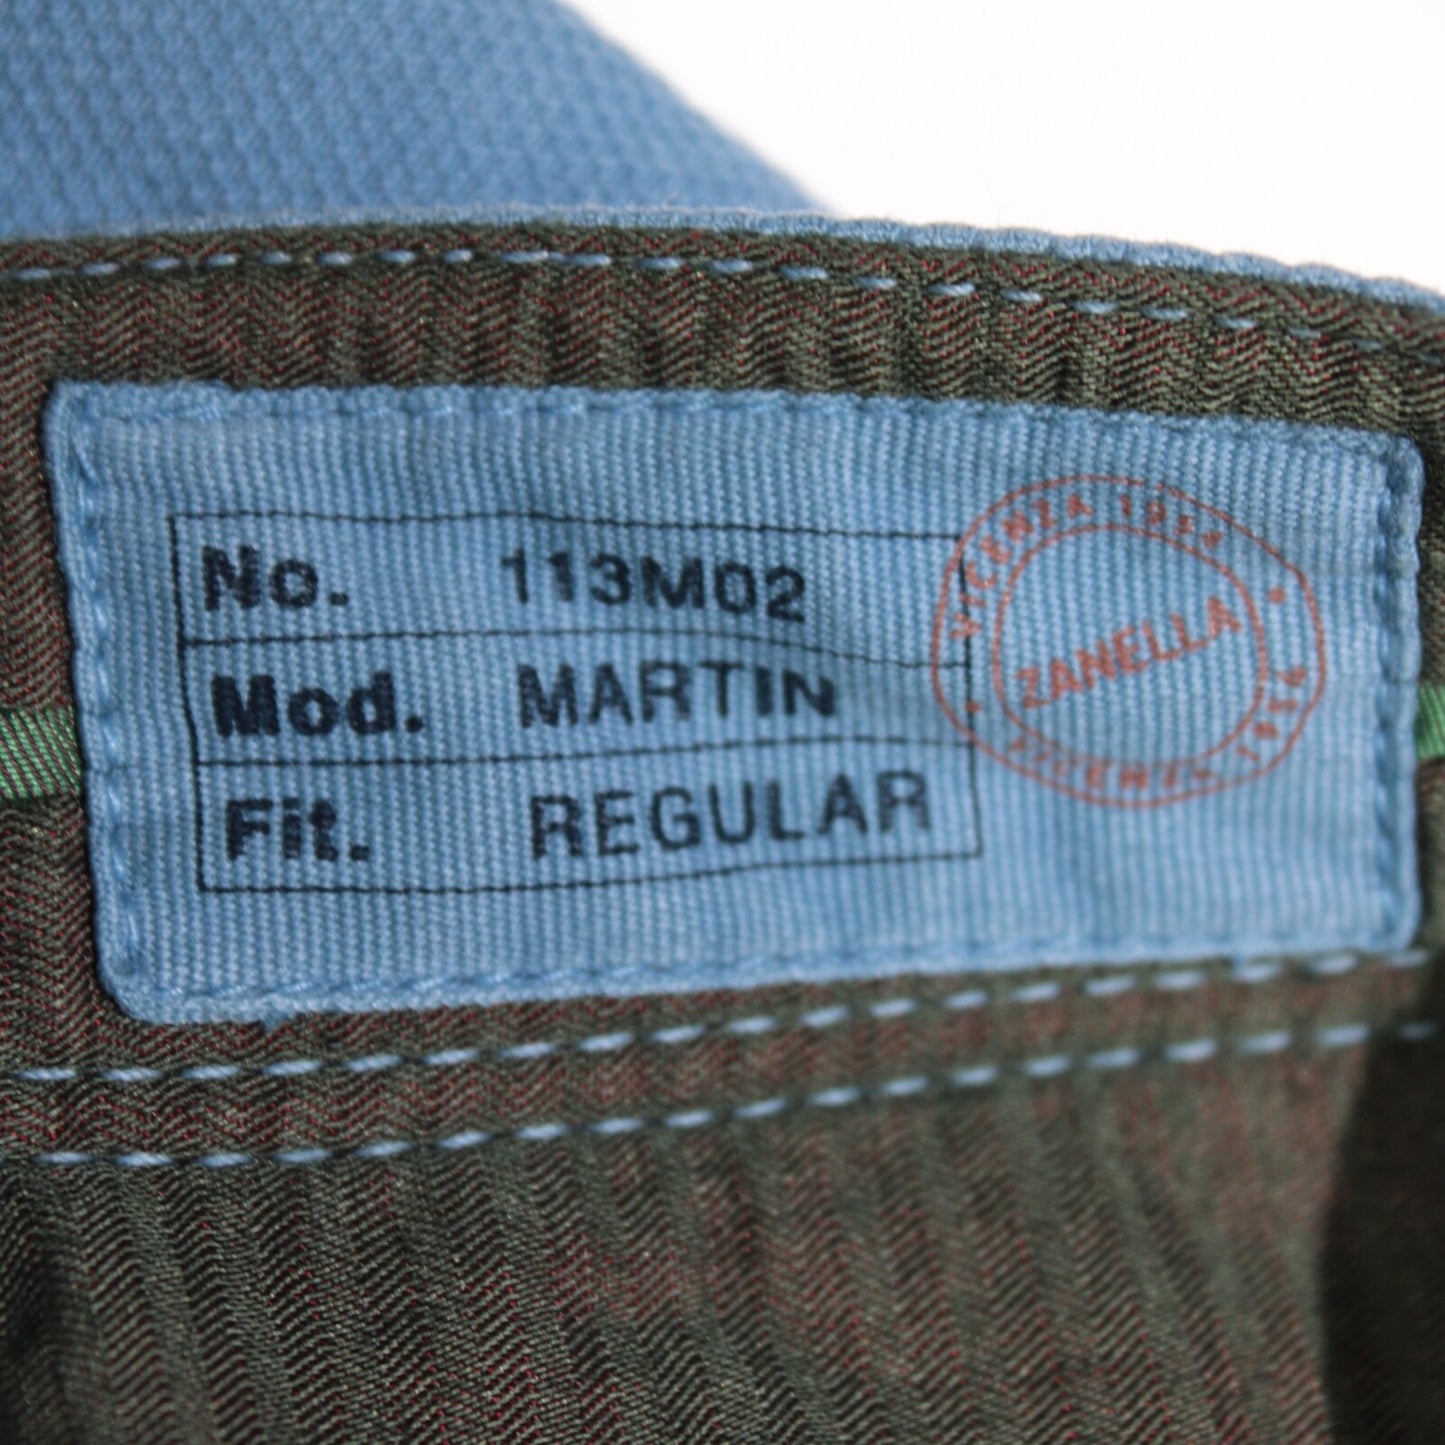 No. 113M02
Mod. MARTIN
Fit. REGULAR
VICENZA 1954
ZANELLA
VICENZA 1954